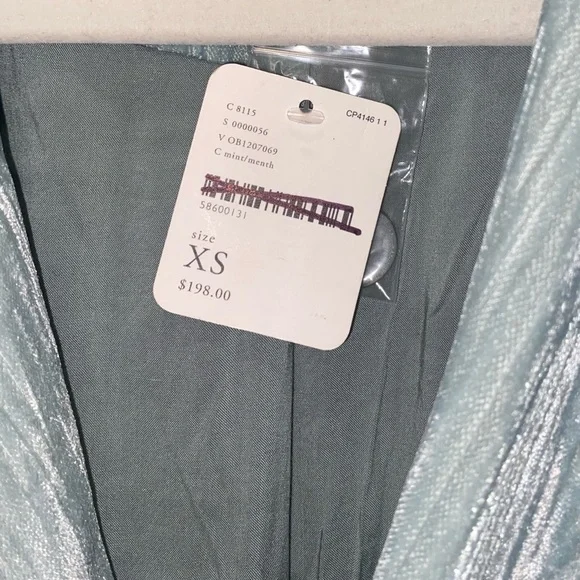 C 8115
CP4146 1 1
S 0000056
V OB1207069
C mint/menth
58600131
size
XS
$198.00